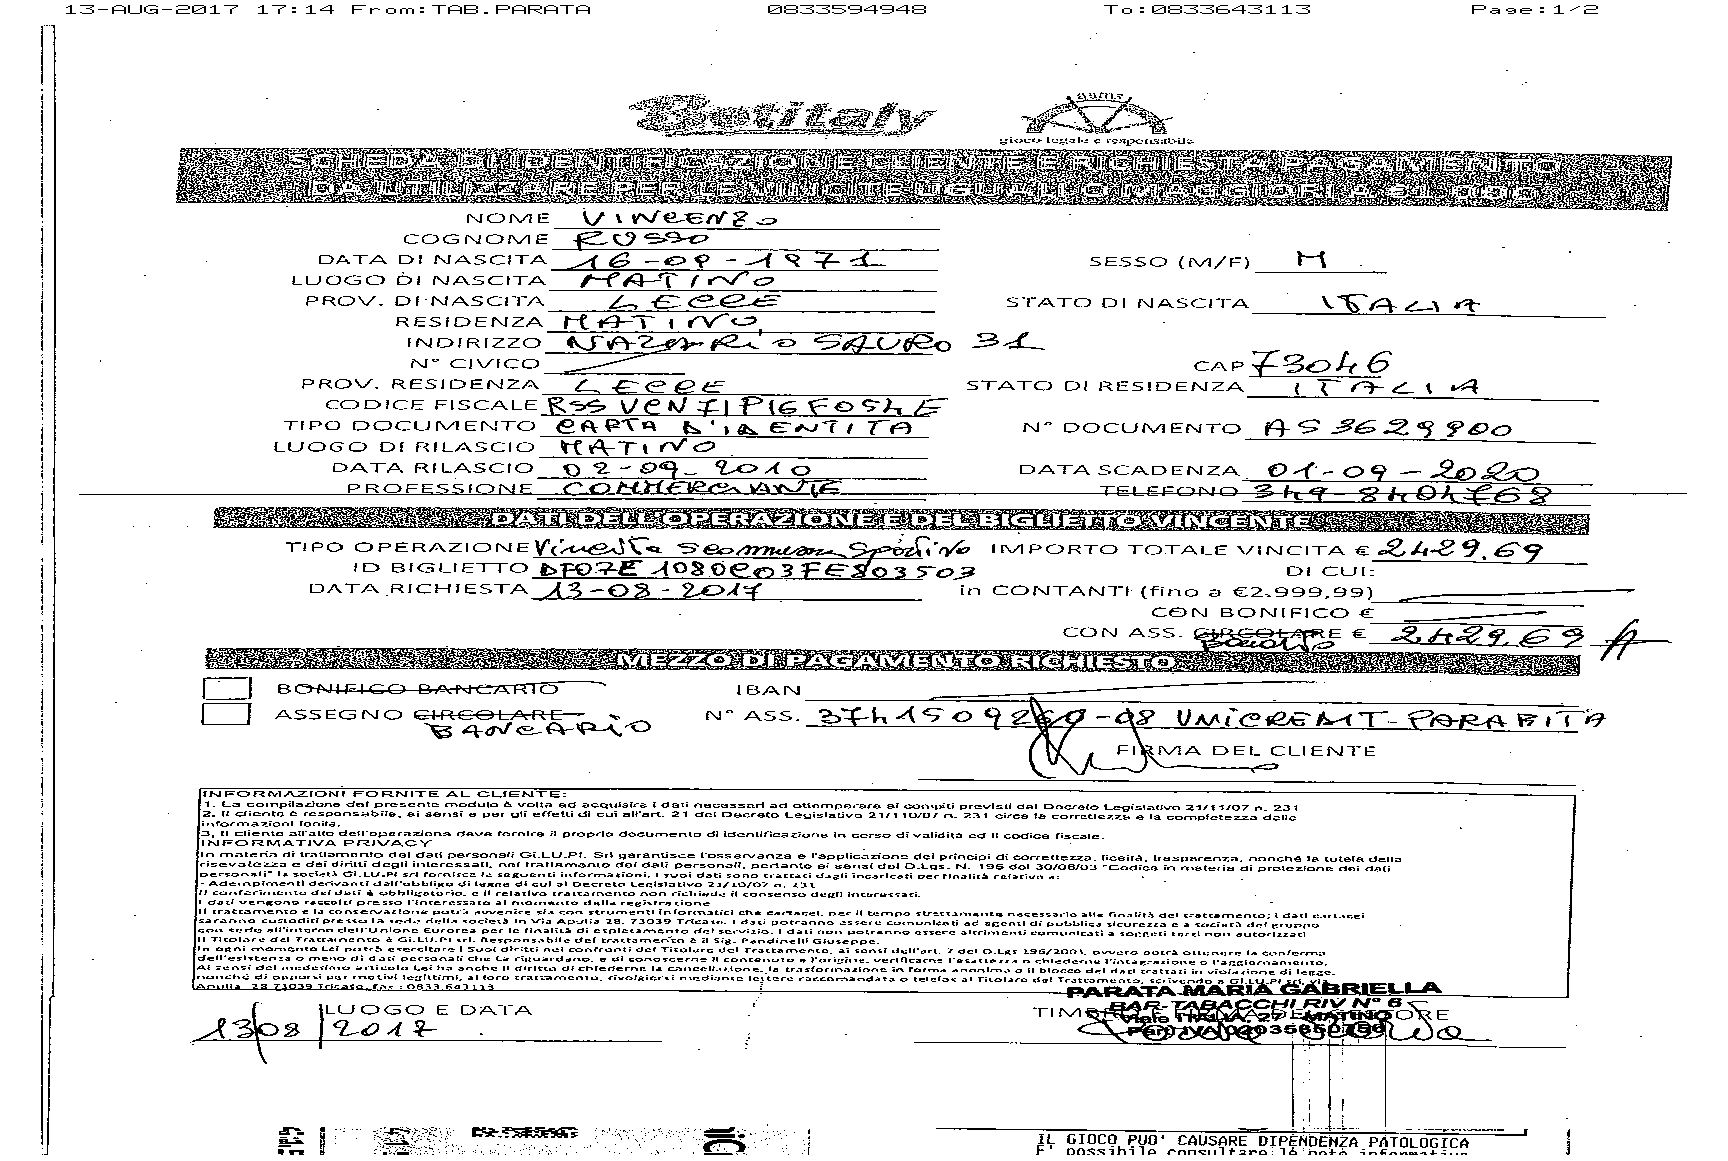 13-AUG-2017 17:14 From:TAB.PARATA 0833594948 To:0833643113 Page:1/2
Betitaly
aams
gioco legale e responsabile
SCHEDA DI IDENTIFICAZIONE CLIENTE E RICHIESTA PAGAMENTO
DA UTILIZZARE PER LE VINCITE UGUALI O MAGGIORI A
NOME VINCENZO
COGNOME RUSSO
DATA DI NASCITA 16-09-1971 SESSO (M/F) M
LUOGO DI NASCITA MATINO
PROV. DI NASCITA LECCE STATO DI NASCITA ITALIA
RESIDENZA MATINO
INDIRIZZO NAZARIO SAURO 31
N° CIVICO CAP 73046
PROV. RESIDENZA LECCE STATO DI RESIDENZA ITALIA
CODICE FISCALE RSSVCN71P16F054E
TIPO DOCUMENTO CARTA D'IDENTITA N° DOCUMENTO AS3629900
LUOGO DI RILASCIO MATINO
DATA RILASCIO 02-09-2010 DATA SCADENZA 01-09-2020
PROFESSIONE COMMERCIANTE TELEFONO 349-8404768
DATI DELL'OPERAZIONE E DEL BIGLIETTO VINCENTE
TIPO OPERAZIONE Vincita scommessa Sportiva IMPORTO TOTALE VINCITA € 2429.69
ID BIGLIETTO DF07E1080C03FE803503 DI CUI:
DATA RICHIESTA 13-08-2017 in CONTANTI (fino a €2.999,99)
CON BONIFICO €
CON ASS. CIRCOLARE € 2429.69
MEZZO DI PAGAMENTO RICHIESTO
BONIFICO BANCARIO IBAN
ASSEGNO CIRCOLARE N° ASS. 3741509260-08 UNICREDIT-PARABITA
BANCARIO
FIRMA DEL CLIENTE
INFORMAZIONI FORNITE AL CLIENTE:
1. La compilazione del presente modulo è volta ad acquisire i dati necessari ad ottemperare ai compiti previsti dal Decreto Legislativo 21/11/07 n. 231
2. Il cliente è responsabile, ai sensi e per gli effetti di cui all'art. 21 del Decreto Legislativo 21/110/07 n. 231 circa la correttezza e la completezza delle
informazioni fornite.
3. Il cliente all'atto dell'operazione deve fornire il proprio documento di identificazione in corso di validità ed il codice fiscale.
INFORMATIVA PRIVACY
In materia di trattamento dei dati personali Gi.LU.PI. Srl garantisce l'osservanza e l'applicazione dei principi di correttezza, liceità, trasparenza, nonché la tutela della
risevatezza e dei diritti degli interessati, nel trattamento dei dati personali, pertanto ai sensi del D.Lgs. N. 196 del 30/06/03 "Codice in materia di protezione dei dati
personali" la società Gi.LU.PI srl fornisce le seguenti informazioni. I suoi dati sono trattati dagli incaricati per finalità relative a:
- Adempimenti derivanti dall'obbligo di legge di cui al Decreto Legislativo 21/10/07 n. 231
Il conferimento dei dati è obbligatorio, e il relativo trattamento non richiede il consenso degli interessati.
I dati vengono raccolti presso l'interessato al momento della registrazione
Il trattamento e la conservazione potrà avvenire sia con strumenti informatici che cartacei, per il tempo strettamente necessario alle finalità del trattamento; i dati cartacei
saranno custoditi presso la sede della società in Via Apulia 28, 73039 Tricase. I dati potranno essere comunicati ad agenti di pubblica sicurezza e a società del gruppo
con sede all'interno dell'Unione Europea per le finalità di espletamento del servizio. I dati non potranno essere altrimenti comunicati a soggetti terzi non autorizzati
Il Titolare del Trattamento è Gi.LU.PI srl. Responsabile del trattamento è il Sig. Pandinelli Giuseppe.
In ogni momento Lei potrà esercitare i Suoi diritti nei confronti del Titolare del Trattamento, ai sensi dell'art. 7 del D.Lgs 196/2003, ovvero potrà ottenere la conferma
dell'esistenza o meno di dati personali che La riguardano, e di conoscerne il contenuto e l'origine, verificarne l'esattezza o chiederne l'integrazione o l'aggiornamento.
Ai sensi del medesimo articolo Lei ha anche il diritto di chiederne la cancellazione, la trasformazione in forma anonima o il blocco dei dati trattati in violazione di legge,
nonché di opporsi per motivi legittimi, al loro trattamento, rivolgersi mediante lettere raccomandata o telefax al Titolare del Trattamento, scrivendo a Gi.LU.PI srl, via
Apulia 28 73039 Tricase, fax: 0833.643113
PARATA MARIA GABRIELLA
BAR-TABACCHI RIV N° 6
LUOGO E DATA
Viale ITALIA, 27 - MATINO
13/08/2017
IL GIOCO PUO' CAUSARE DIPENDENZA PATOLOGICA
E' possibile consultare le note informative